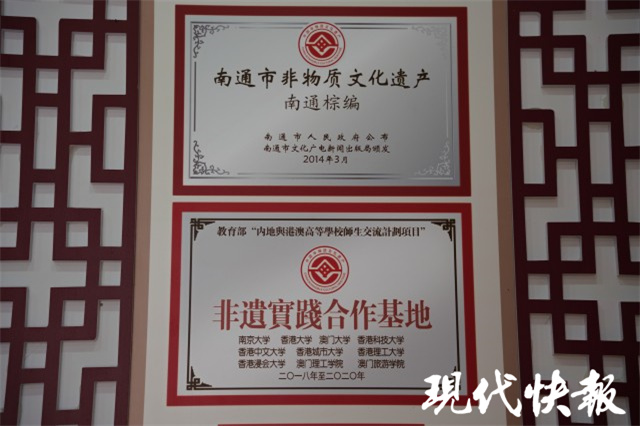 南通市非物质文化遗产
南通棕编
南通市人民政府公布
南通市文化广电新闻出版局颁发
2014年3月
教育部“内地與港澳高等學校師生交流計劃項目”
非遺實踐合作基地
南京大学 香港大学 澳门大学 香港科技大学
香港中文大学 香港城市大学 香港理工大学
香港浸会大学 澳门理工学院 澳门旅游学院
二〇一八年至二〇二〇年
现代快報